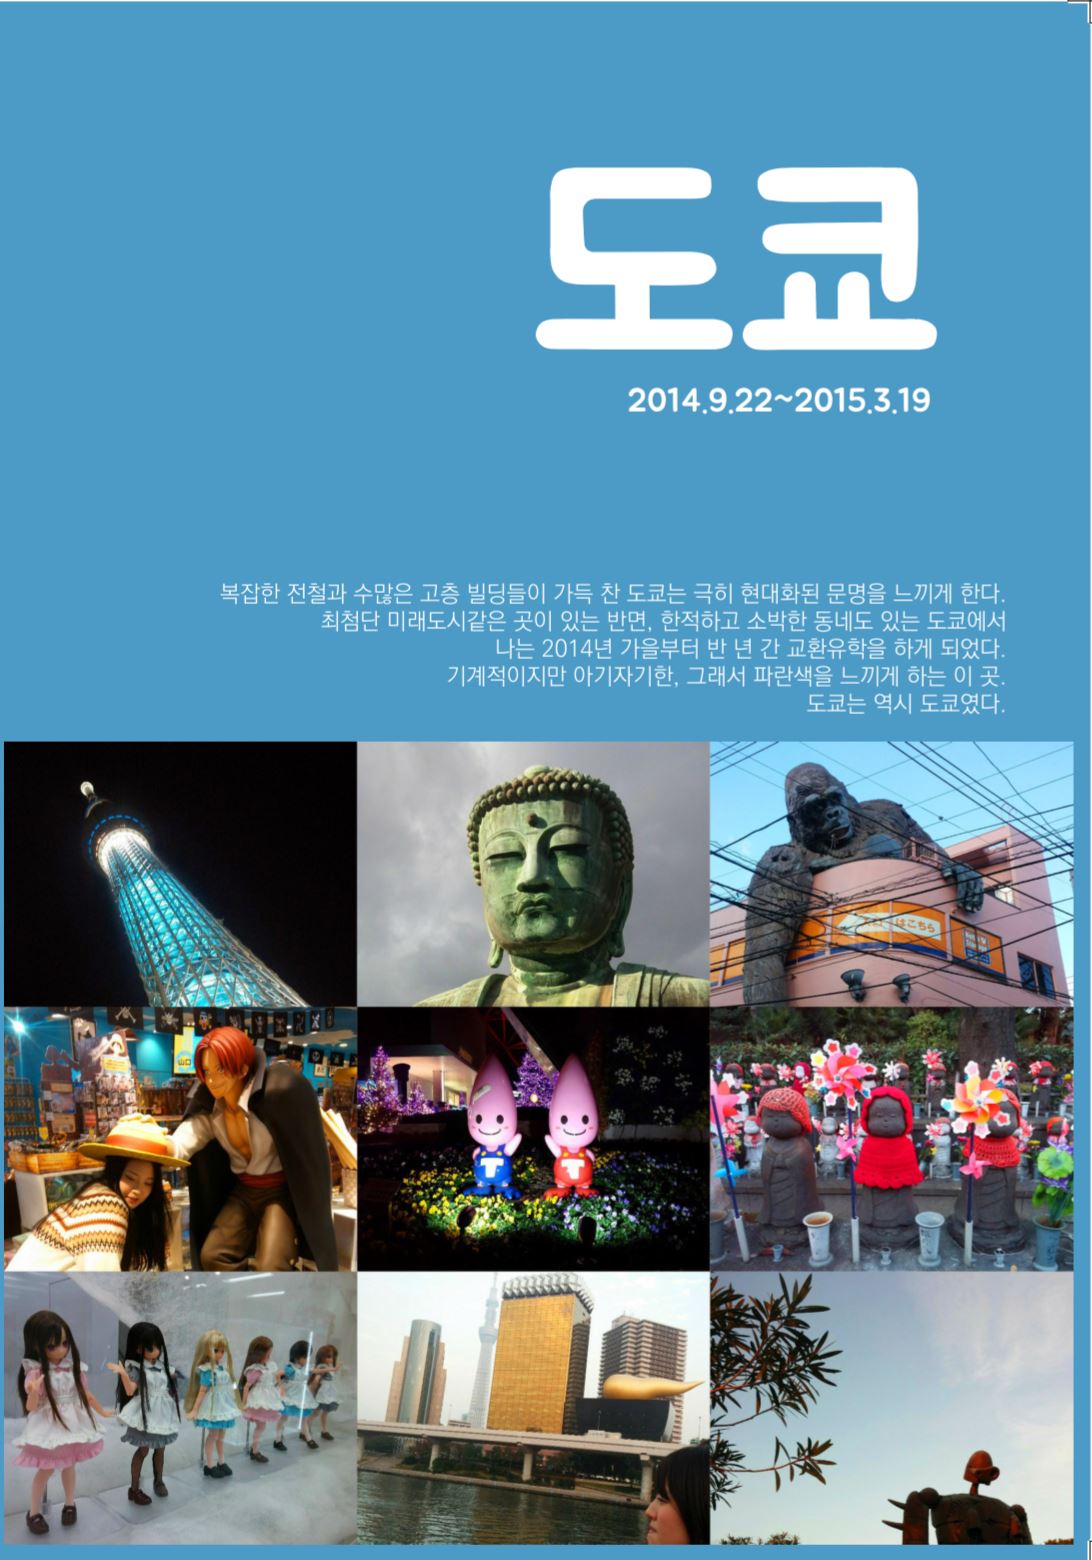 도쿄
2014.9.22~2015.3.19
복잡한 전철과 수많은 고층 빌딩들이 가득 찬 도쿄는 극히 현대화된 문명을 느끼게 한다.
최첨단 미래도시같은 곳이 있는 반면, 한적하고 소박한 동네도 있는 도쿄에서
나는 2014년 가을부터 반 년 간 교환유학을 하게 되었다.
기계적이지만 아기자기한, 그래서 파란색을 느끼게 하는 이 곳.
도쿄는 역시 도쿄였다.
はこちら
T
T